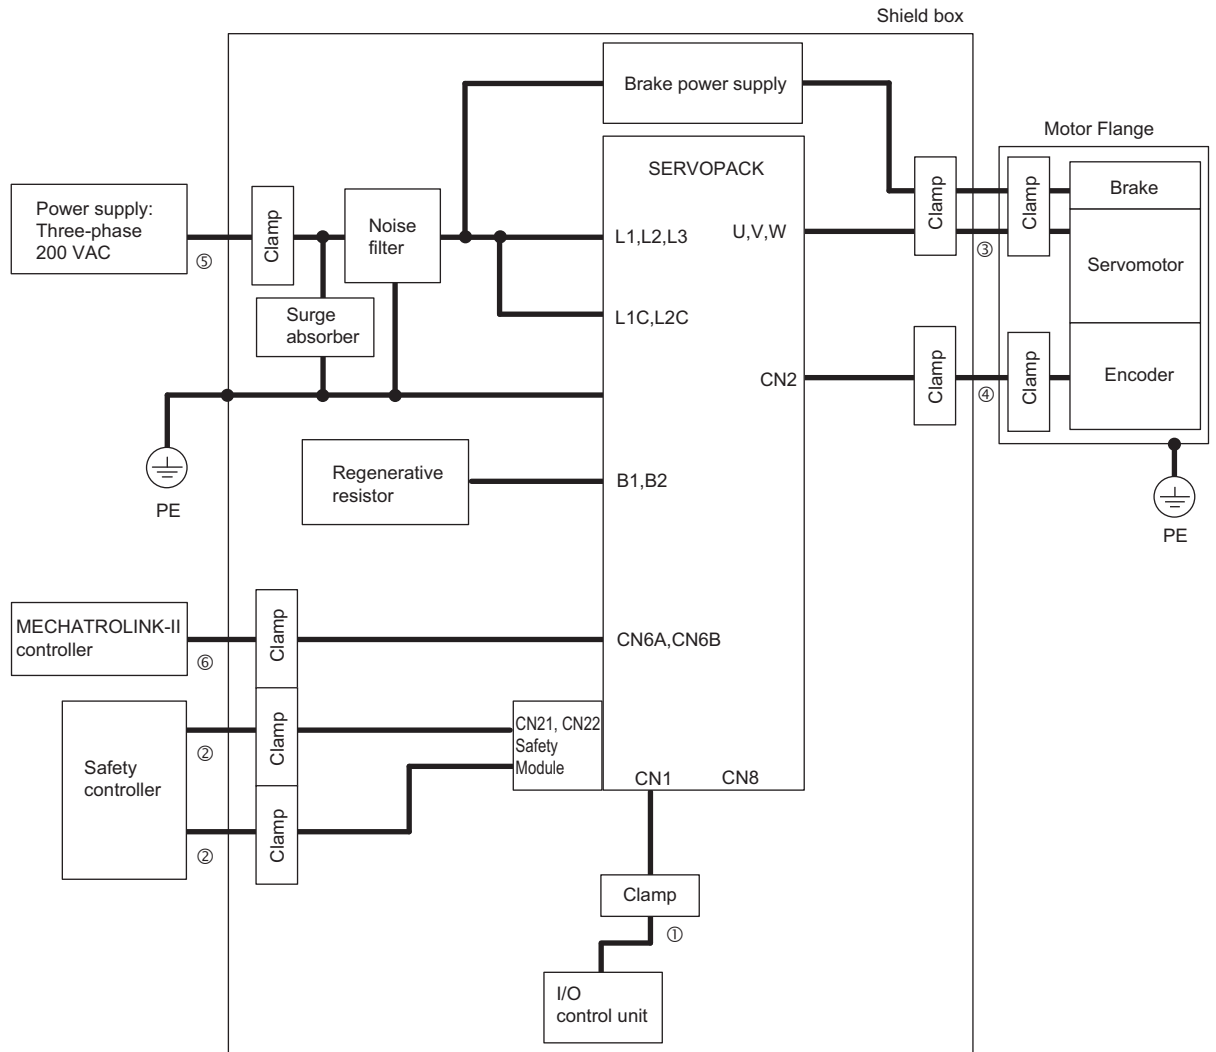 Shield box
Brake power supply
Motor Flange
SERVOPACK
Power supply:
Three-phase
200 VAC
⑤
Clamp
Noise
filter
L1,L2,L3
U,V,W
Clamp
③
Clamp
Brake
Servomotor
Surge
absorber
L1C,L2C
CN2
Clamp
④
Clamp
Encoder
PE
Regenerative
resistor
B1,B2
PE
MECHATROLINK-II
controller
⑥
Clamp
CN6A,CN6B
Safety
controller
②
Clamp
CN21, CN22
Safety
Module
②
Clamp
CN1
CN8
Clamp
①
I/O
control unit